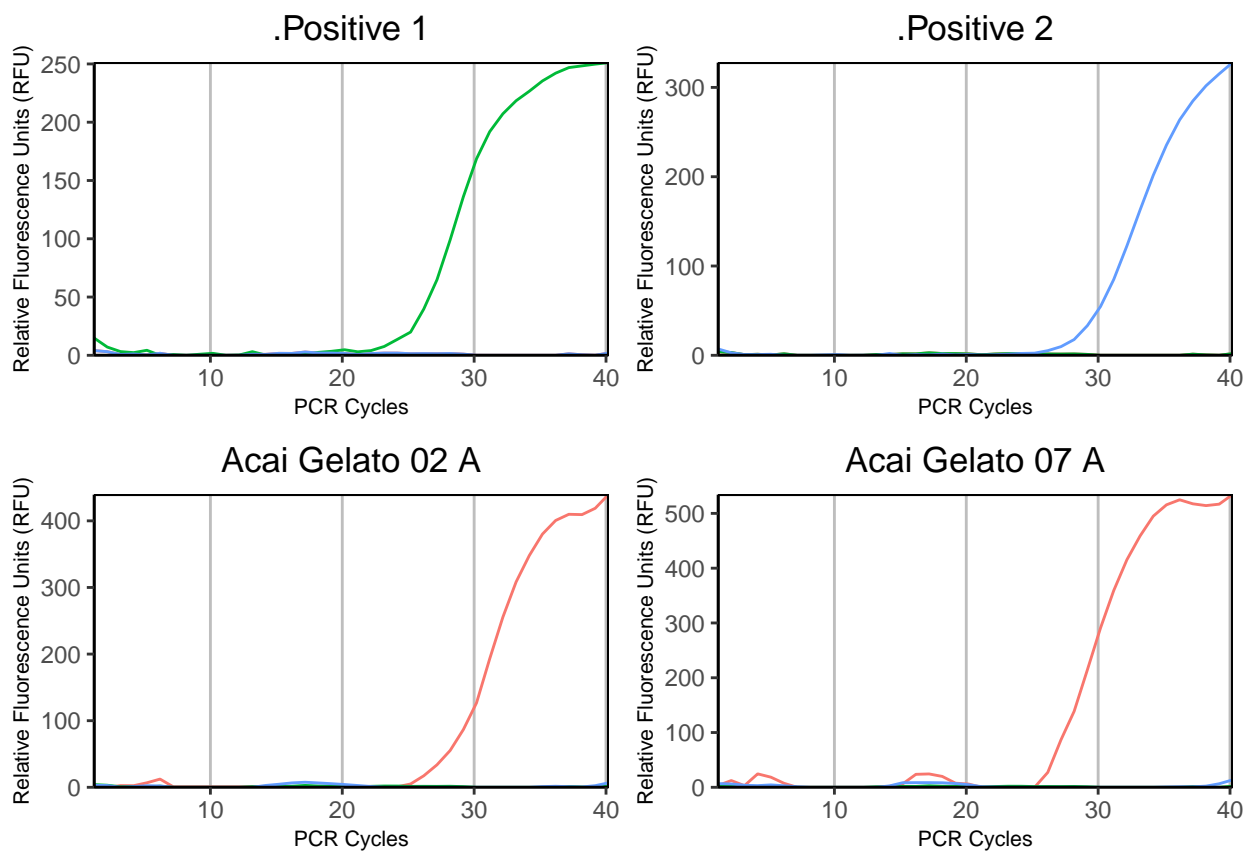 .Positive 1
Relative Fluorescence Units (RFU)
250
200
150
100
50
0
10 20 30 40
PCR Cycles
.Positive 2
Relative Fluorescence Units (RFU)
300
200
100
0
10 20 30 40
PCR Cycles
Acai Gelato 02 A
Relative Fluorescence Units (RFU)
400
300
200
100
0
10 20 30 40
PCR Cycles
Acai Gelato 07 A
Relative Fluorescence Units (RFU)
500
400
300
200
100
0
10 20 30 40
PCR Cycles